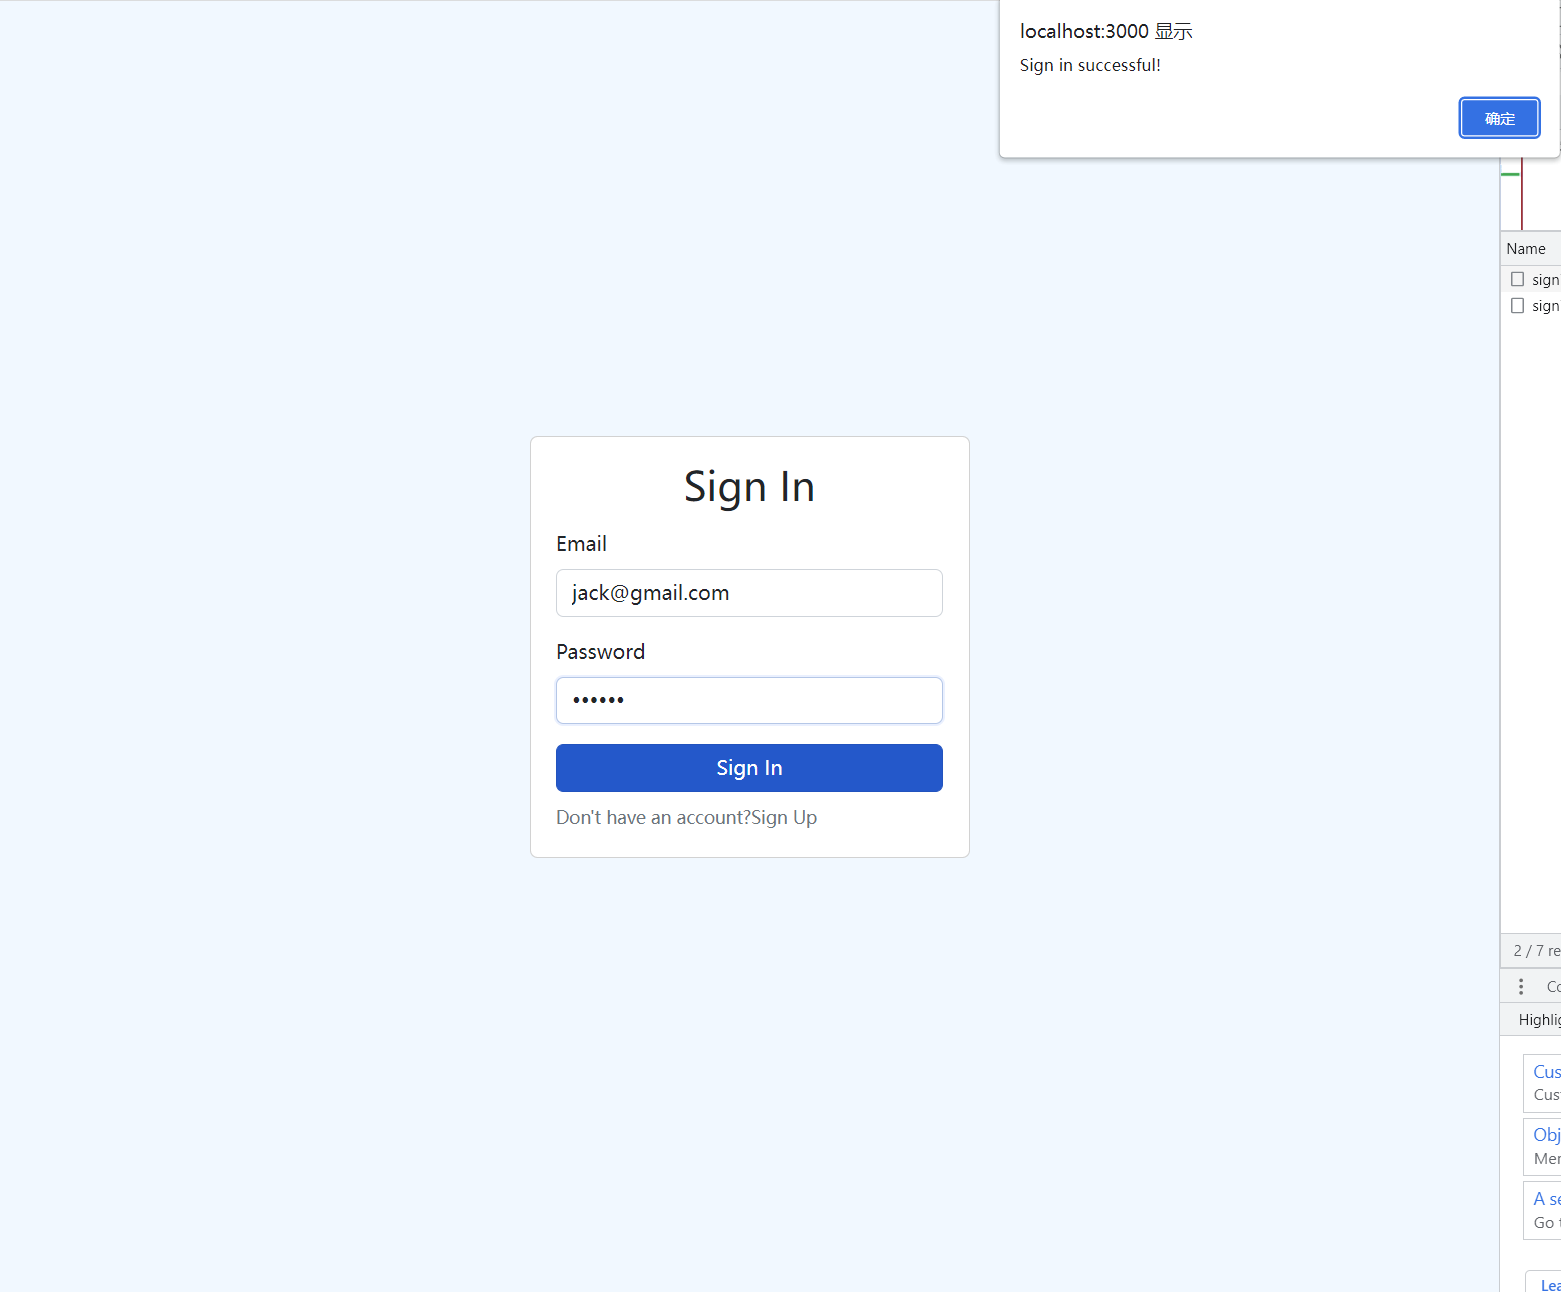 localhost:3000 显示
Sign in successful!
确定
Sign In
Email
jack@gmail.com
Password
••••••
Sign In
Don't have an account?Sign Up
Name
sign
sign
2 / 7 re
Co
Highlig
Cus
Cus
Obj
Mer
A se
Go t
Lea